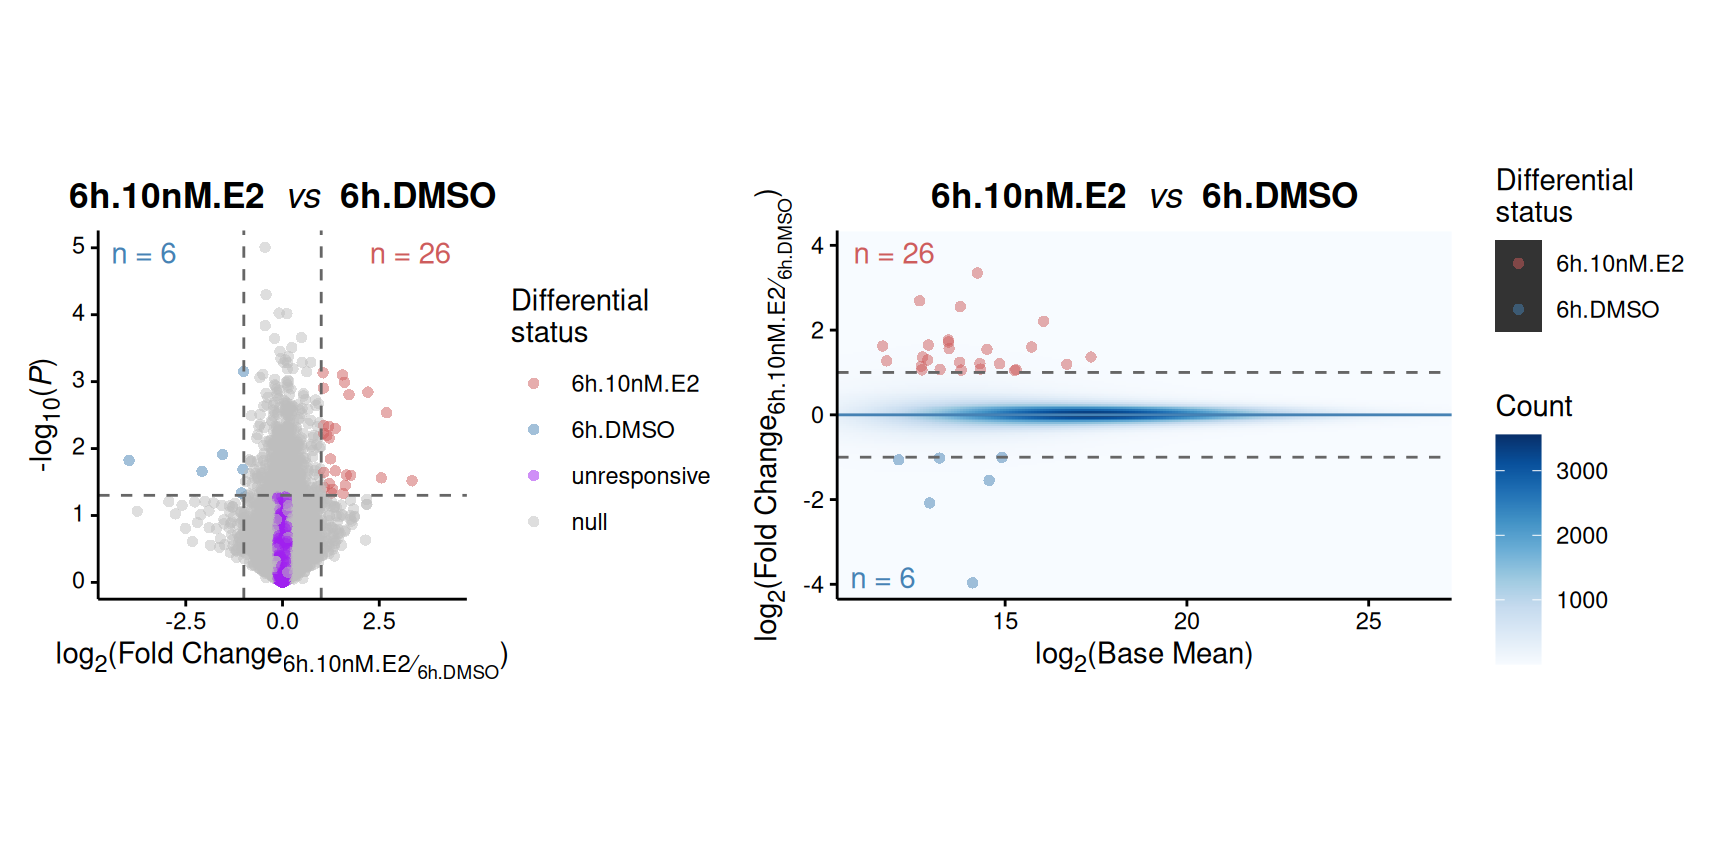 6h.10nM.E2 vs 6h.DMSO
n = 6
n = 26
5
4
3
2
1
0
-log10(P)
-2.5
0.0
2.5
log2(Fold Change6h.10nM.E2/6h.DMSO)
Differential
status
6h.10nM.E2
6h.DMSO
unresponsive
null
6h.10nM.E2 vs 6h.DMSO
n = 26
n = 6
4
2
0
-2
-4
log2(Fold Change6h.10nM.E2/6h.DMSO)
15
20
25
log2(Base Mean)
Differential
status
6h.10nM.E2
6h.DMSO
Count
3000
2000
1000